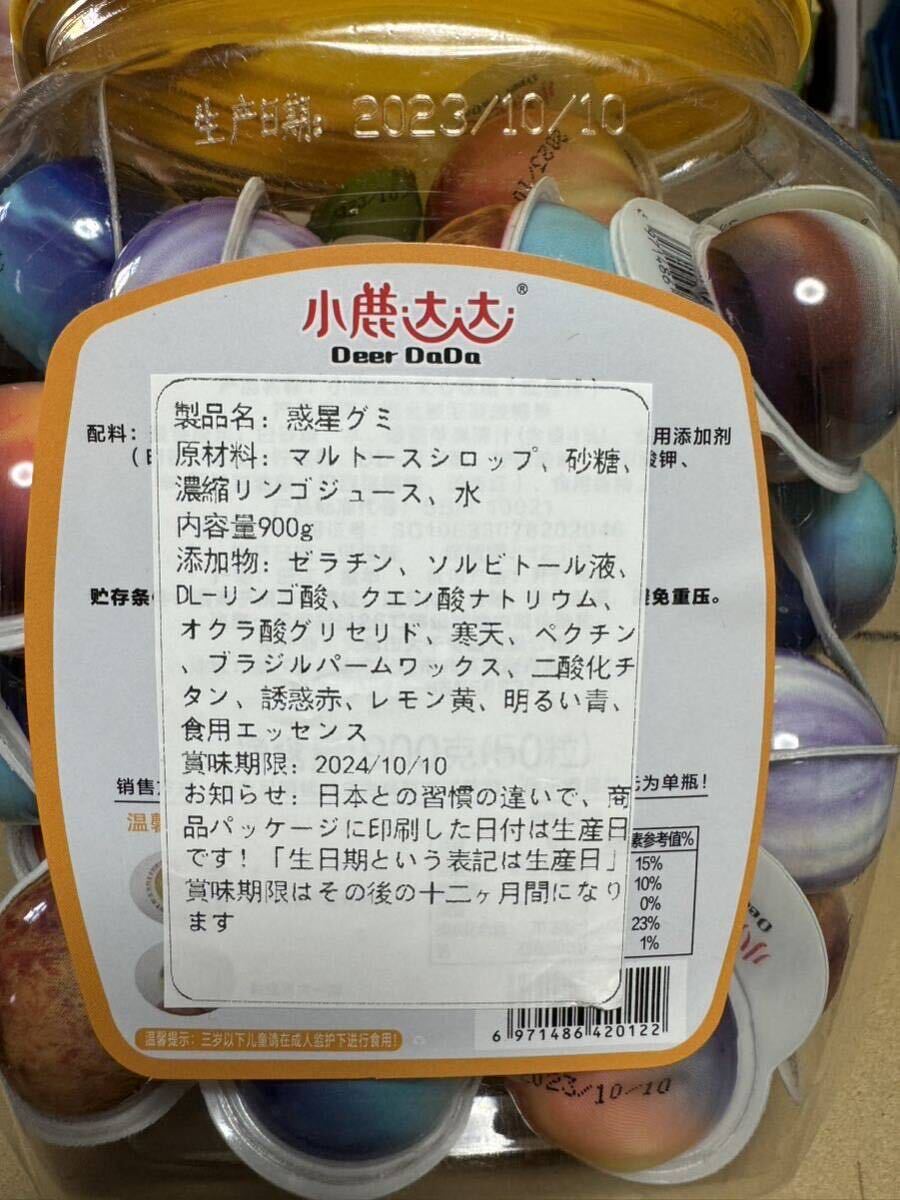 生产日期: 2023/10/10
小鹿达达®
Deer DaDa
配料:
用添加剂
酸钾、
製品名: 惑星グミ
原材料: マルトースシロップ、砂糖、
濃縮リンゴジュース、水
内容量900g
添加物: ゼラチン、ソルビトール液、
DL-リンゴ酸、クエン酸ナトリウム、
オクラ酸グリセリド、寒天、ペクチン
、ブラジルパームワックス、二酸化チ
タン、誘惑赤、レモン黄、明るい青、
食用エッセンス
賞味期限: 2024/10/10
お知らせ: 日本との習慣の違いで、商
品パッケージに印刷した日付は生産日
です! 「生日期という表記は生産日」
賞味期限はその後の十二ヶ月間になり
ます
贮存条
避免重压。
销售
元为单瓶!
温馨
素参考值%
15%
10%
0%
23%
1%
6 971486 420122
温馨提示: 三岁以下儿童请在成人监护下进行食用!
2023-10-10